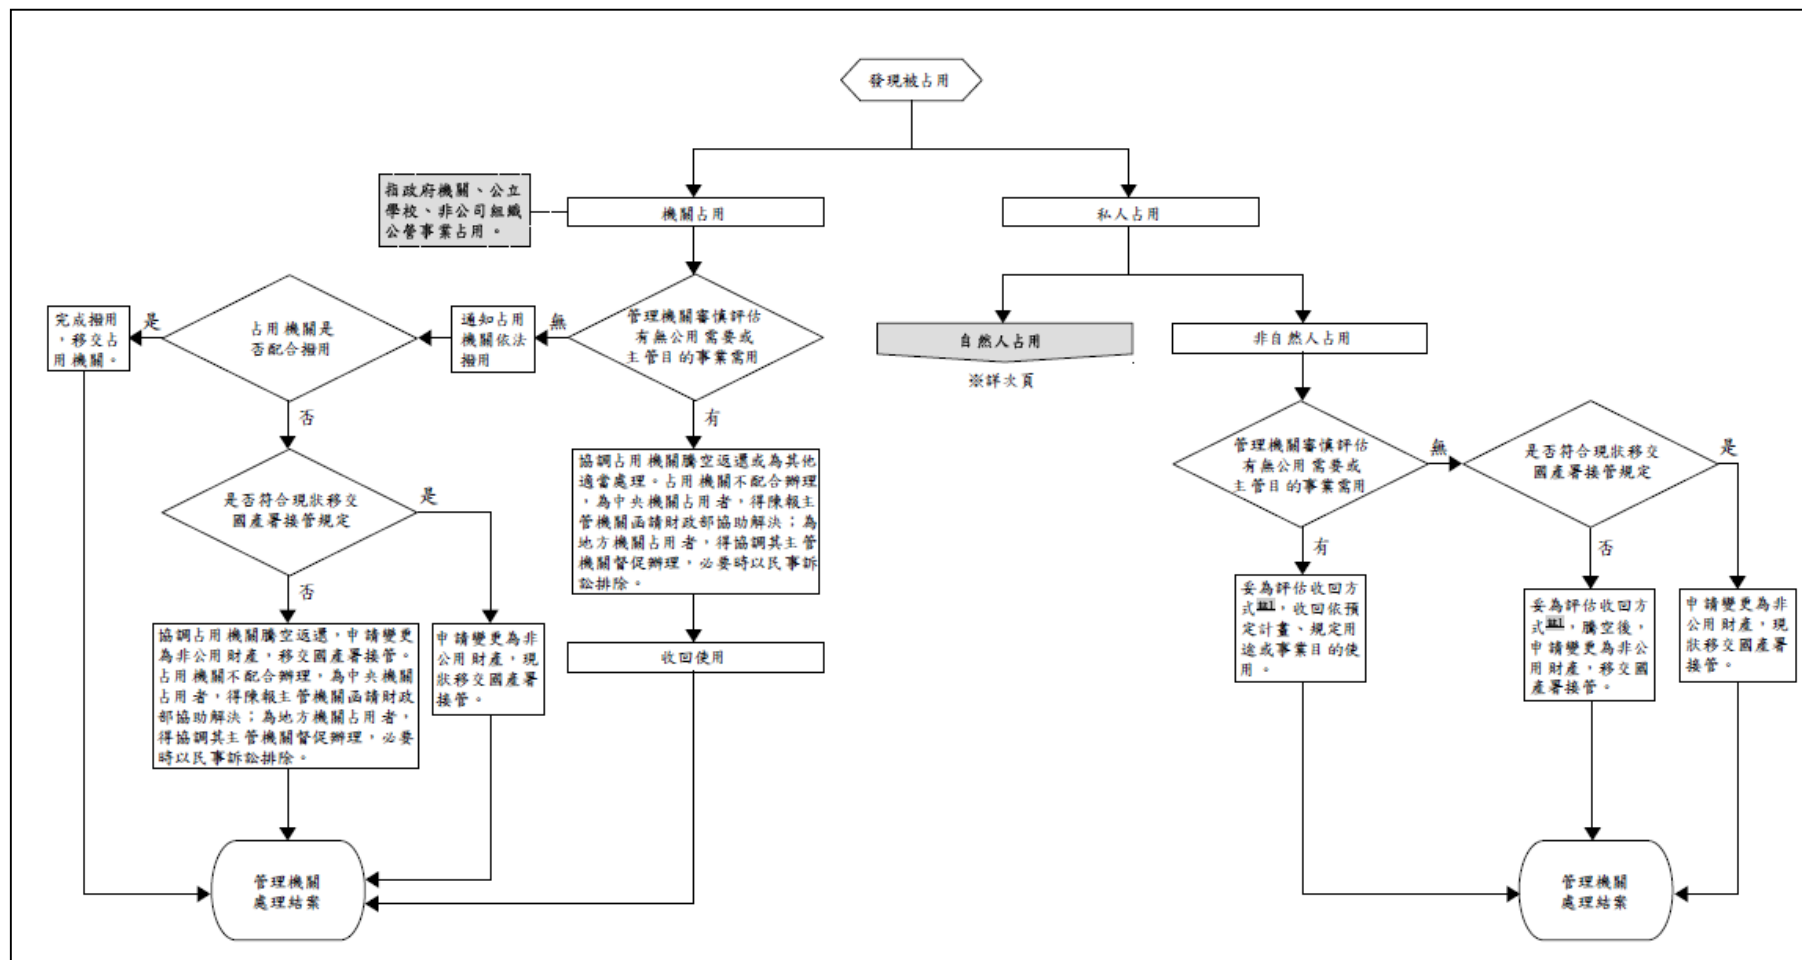 發現被占用
指政府機關、公立
學校、非公司組織
公營事業占用。
機關占用
私人占用
完成撥用
，移交占
用機關。
是
占用機關是
否配合撥用
通知占用
機關依法
撥用
無
管理機關審慎評估
有無公用需要或
主管目的事業需用
自然人占用
※詳次頁
非自然人占用
否
有
是否符合現狀移交
國產署接管規定
是
協調占用機關騰空返還或為其他
適當處理。占用機關不配合辦理
，為中央機關占用者，得陳報主
管機關函請財政部協助解決；為
地方機關占用者，得協調其主管
機關督促辦理，必要時以民事訴
訟排除。
管理機關審慎評估
有無公用需要或
主管目的事業需用
無
是否符合現狀移交
國產署接管規定
是
有
否
否
協調占用機關騰空返還，申請變更
為非公用財產，移交國產署接管。
占用機關不配合辦理，為中央機關
占用者，得陳報主管機關函請財政
部協助解決；為地方機關占用者，
得協調其主管機關督促辦理，必要
時以民事訴訟排除。
申請變更為非
公用財產，現
狀移交國產署
接管。
收回使用
妥為評估收回方
式註1，收回依預
定計畫、規定用
途或事業目的使
用。
妥為評估收回方
式註1，騰空後，
申請變更為非公
用財產，移交國
產署接管。
申請變更為非
公用財產，現
狀移交國產署
接管。
管理機關
處理結案
管理機關
處理結案